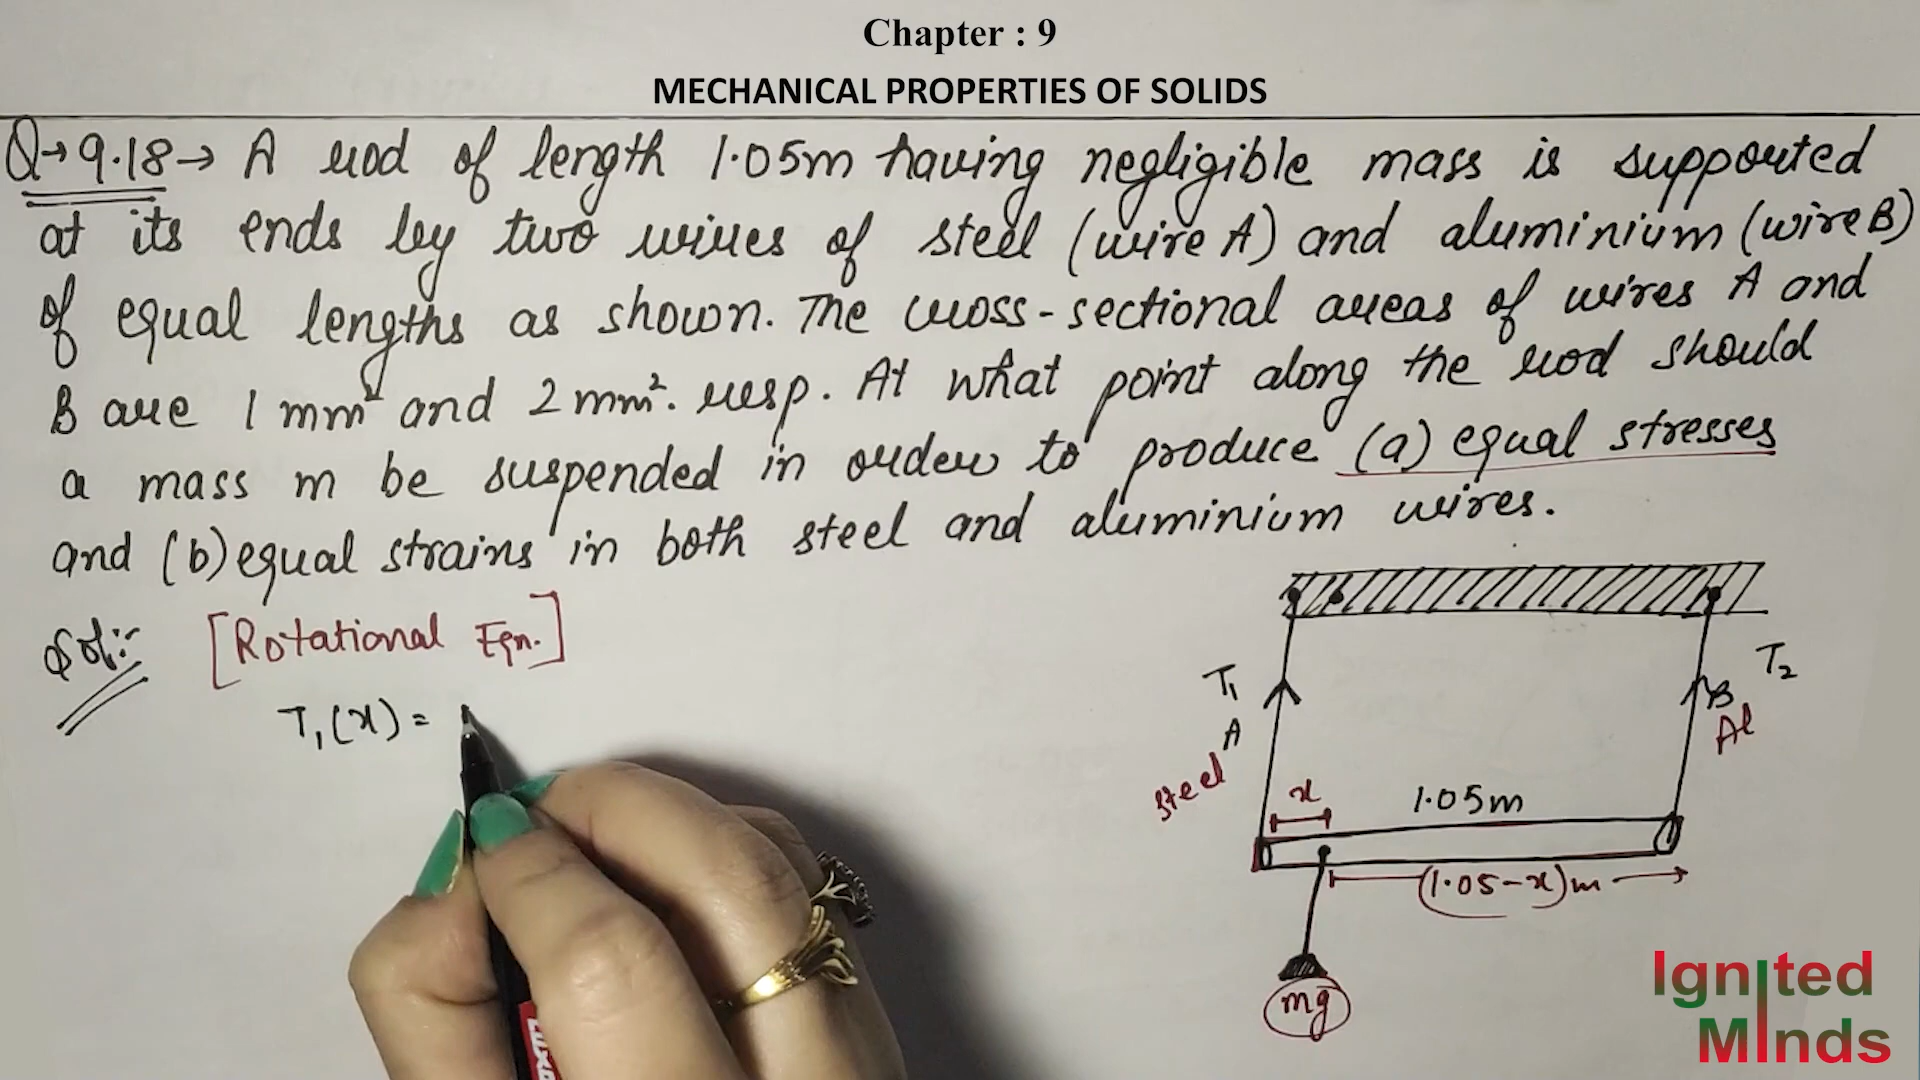 Chapter : 9
MECHANICAL PROPERTIES OF SOLIDS
Q→9.18→ A rod of length 1.05m having negligible mass is supported
at its ends by two wires of steel (wire A) and aluminium (wire B)
of equal lengths as shown. The cross-sectional areas of wires A and
B are 1 mm² and 2 mm². resp. At what point along the rod should
a mass m be suspended in order to produce (a) equal stresses
and (b) equal strains in both steel and aluminium wires.
Sol:- [Rotational Eqn.]
T₁(x) =
T₁
A
steel
T₂
B
Al
x
1.05m
(1.05-x)m
mg
Ignited
Minds